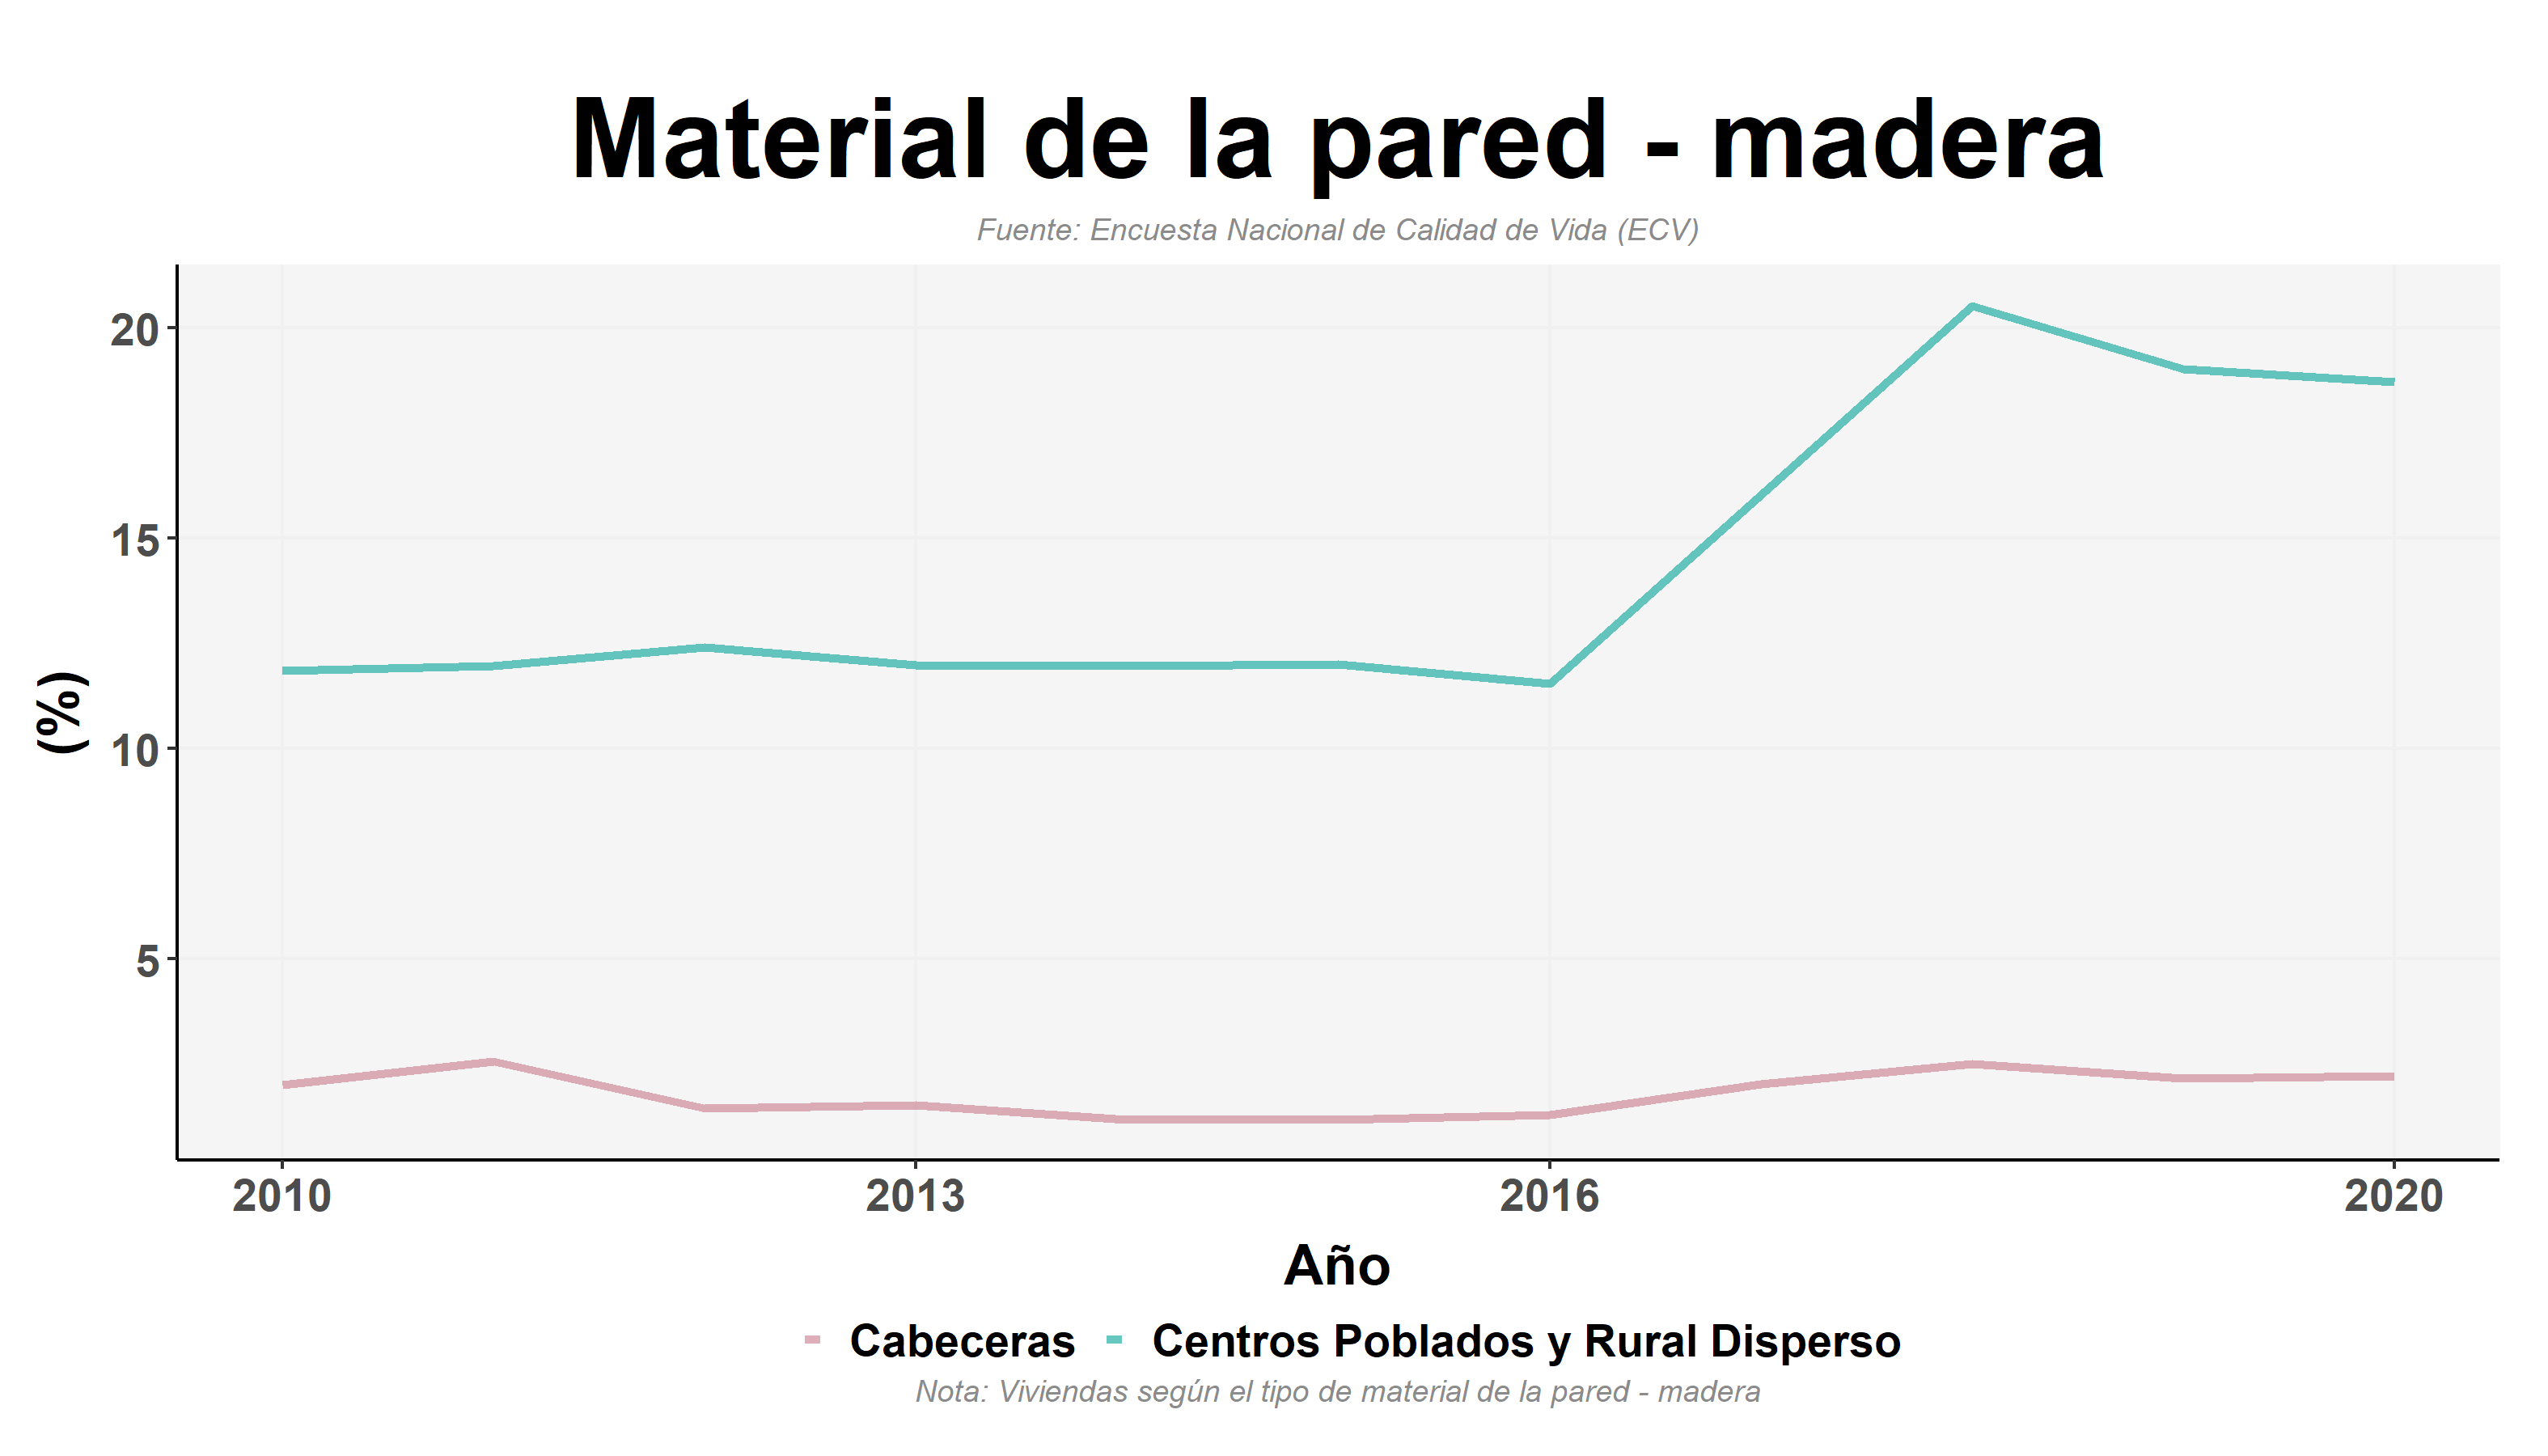 Material de la pared - madera
Fuente: Encuesta Nacional de Calidad de Vida (ECV)
20
15
10
5
(%)
2010 2013 2016 2020
Año
Cabeceras Centros Poblados y Rural Disperso
Nota: Viviendas según el tipo de material de la pared - madera